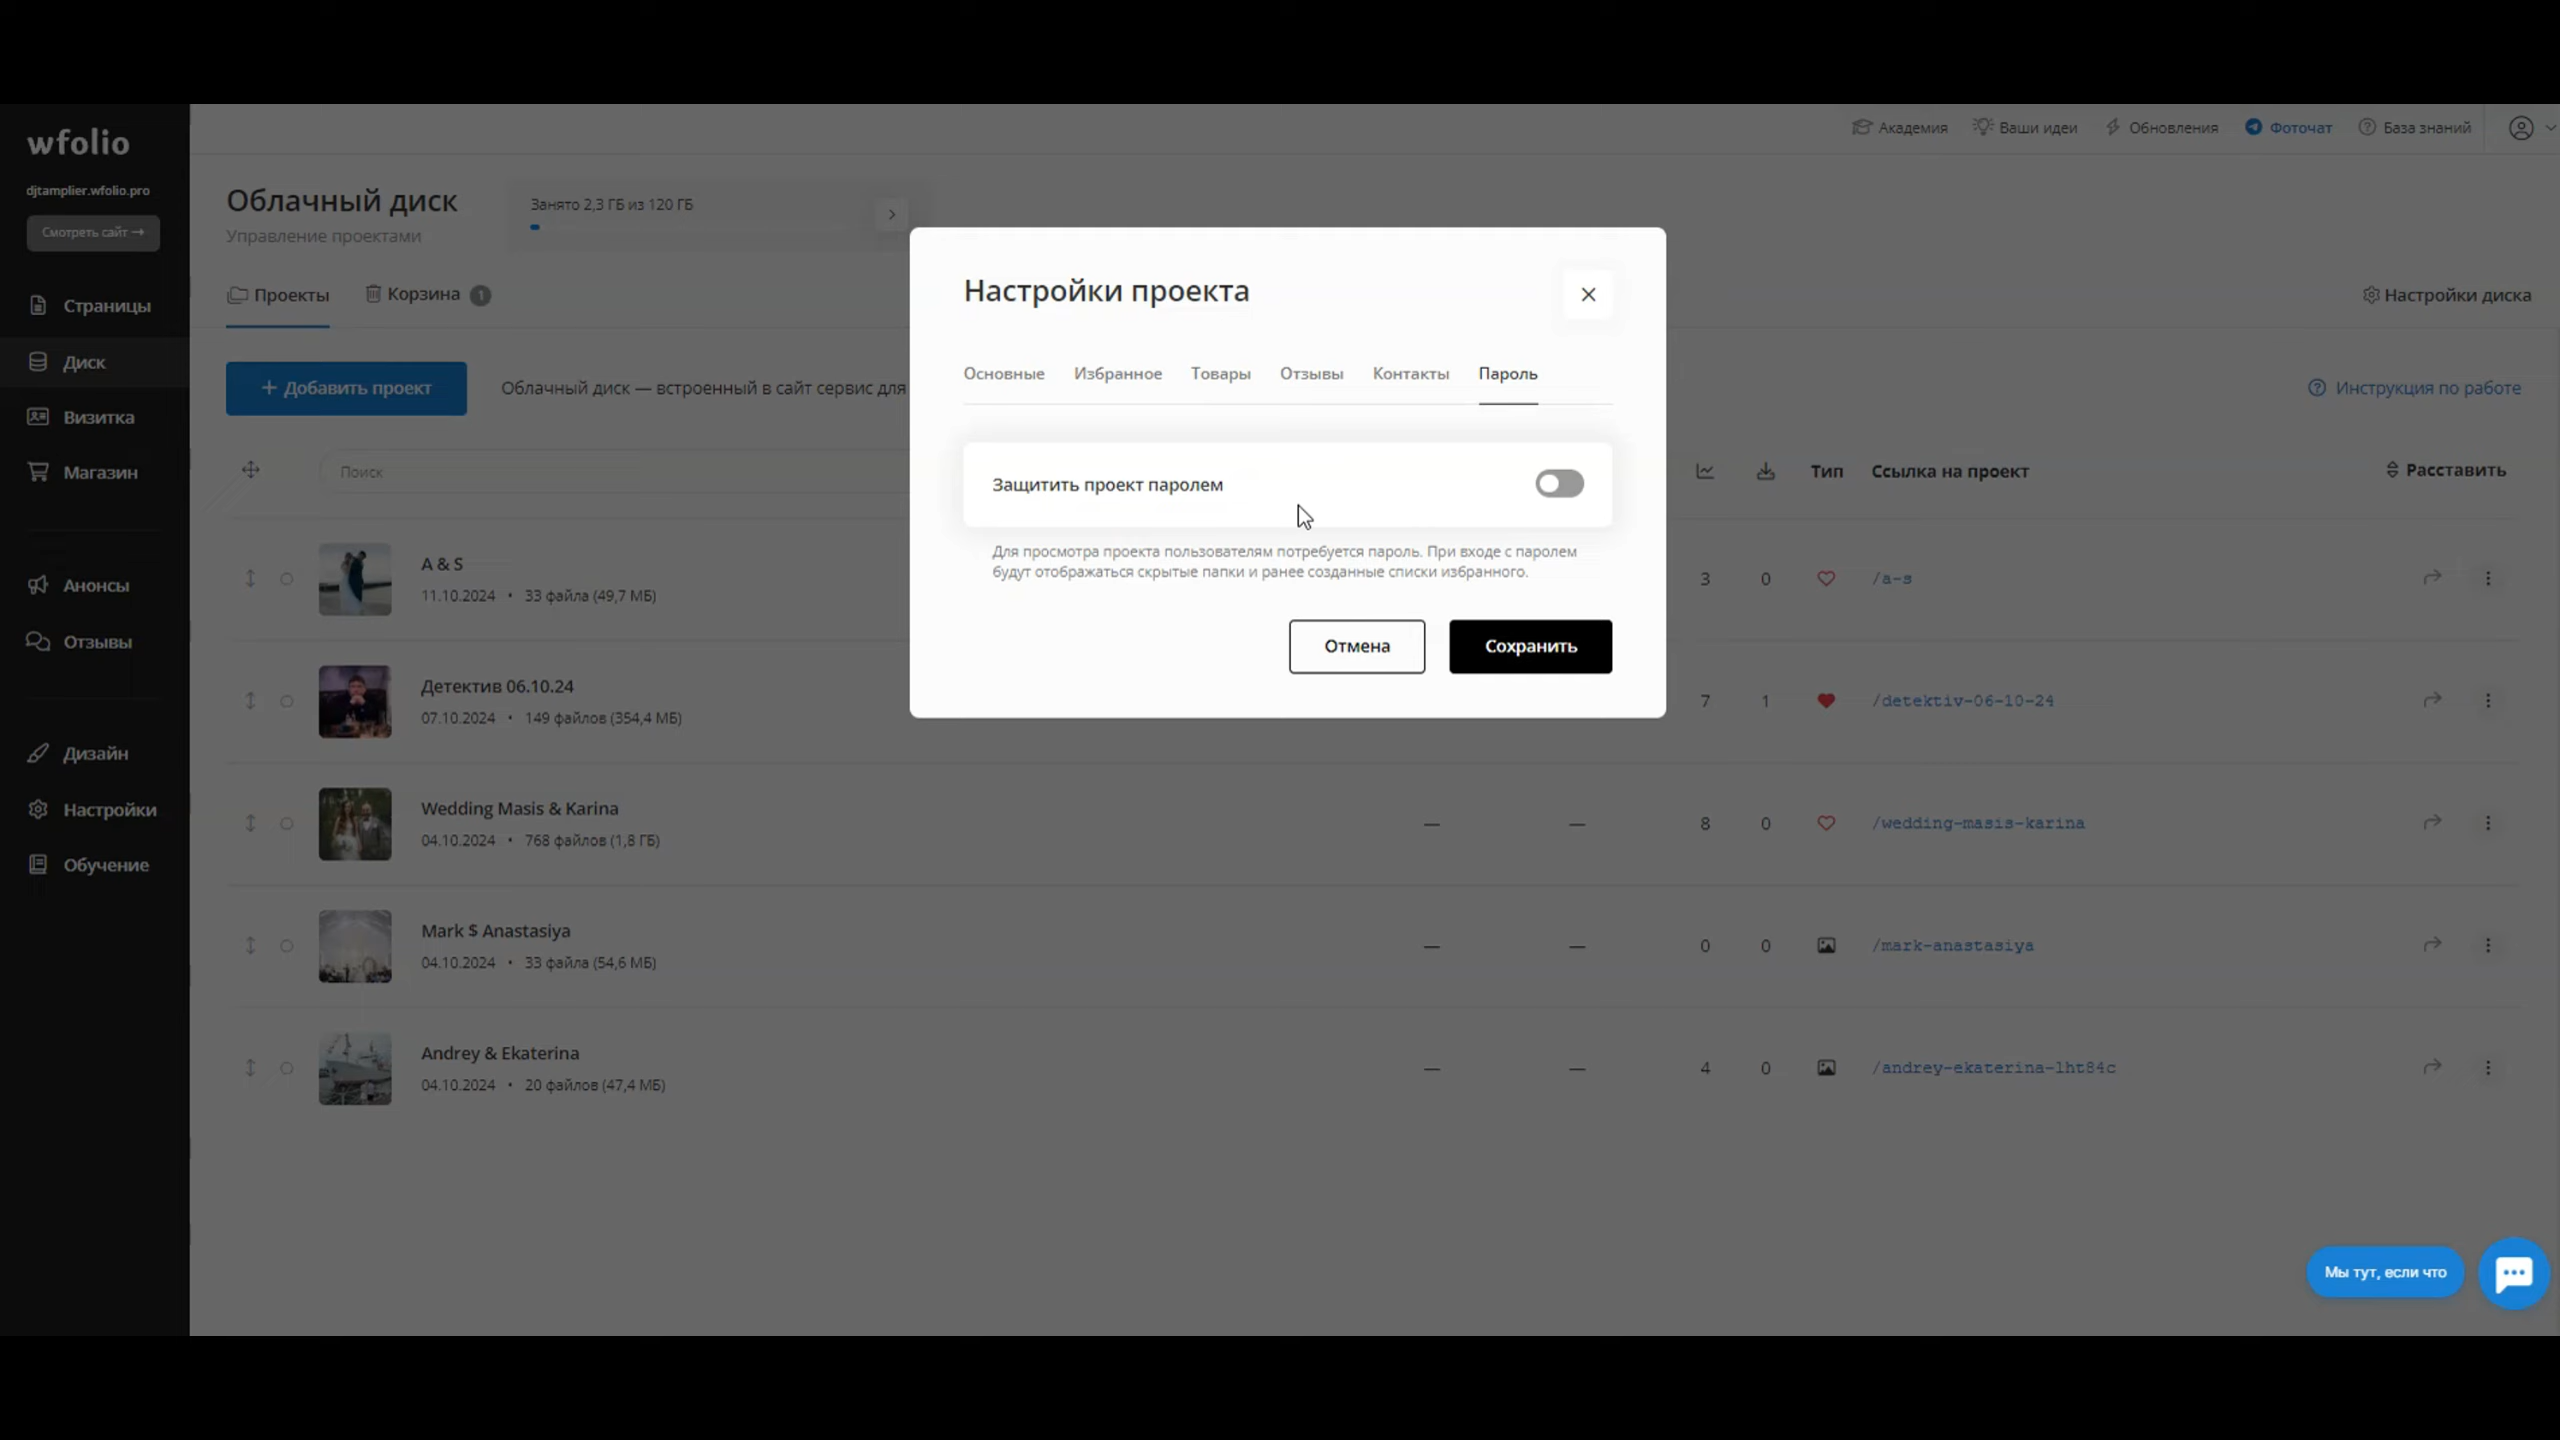 wfolio
djtamplier.wfolio.pro
Смотреть сайт →
Страницы
Диск
Визитка
Магазин
Анонсы
Отзывы
Дизайн
Настройки
Обучение
Академия
Ваши идеи
Обновления
Фоточат
База знаний
Облачный диск
Управление проектами
Занято 2,3 ГБ из 120 ГБ
Проекты
Корзина 1
Настройки диска
+ Добавить проект
Облачный диск — встроенный в сайт сервис для
Инструкция по работе
Поиск
Тип
Ссылка на проект
Расставить
A & S
11.10.2024 • 33 файла (49,7 МБ)
3 0 /a-s
Детектив 06.10.24
07.10.2024 • 149 файлов (354,4 МБ)
7 1 /detektiv-06-10-24
Wedding Masis & Karina
04.10.2024 • 768 файлов (1,8 ГБ)
— — 8 0 /wedding-masis-karina
Mark $ Anastasiya
04.10.2024 • 33 файла (54,6 МБ)
— — 0 0 /mark-anastasiya
Andrey & Ekaterina
04.10.2024 • 20 файлов (47,4 МБ)
— — 4 0 /andrey-ekaterina-lht84c
Настройки проекта
Основные Избранное Товары Отзывы Контакты Пароль
Защитить проект паролем
Для просмотра проекта пользователям потребуется пароль. При входе с паролем
будут отображаться скрытые папки и ранее созданные списки избранного.
Отмена
Сохранить
Мы тут, если что